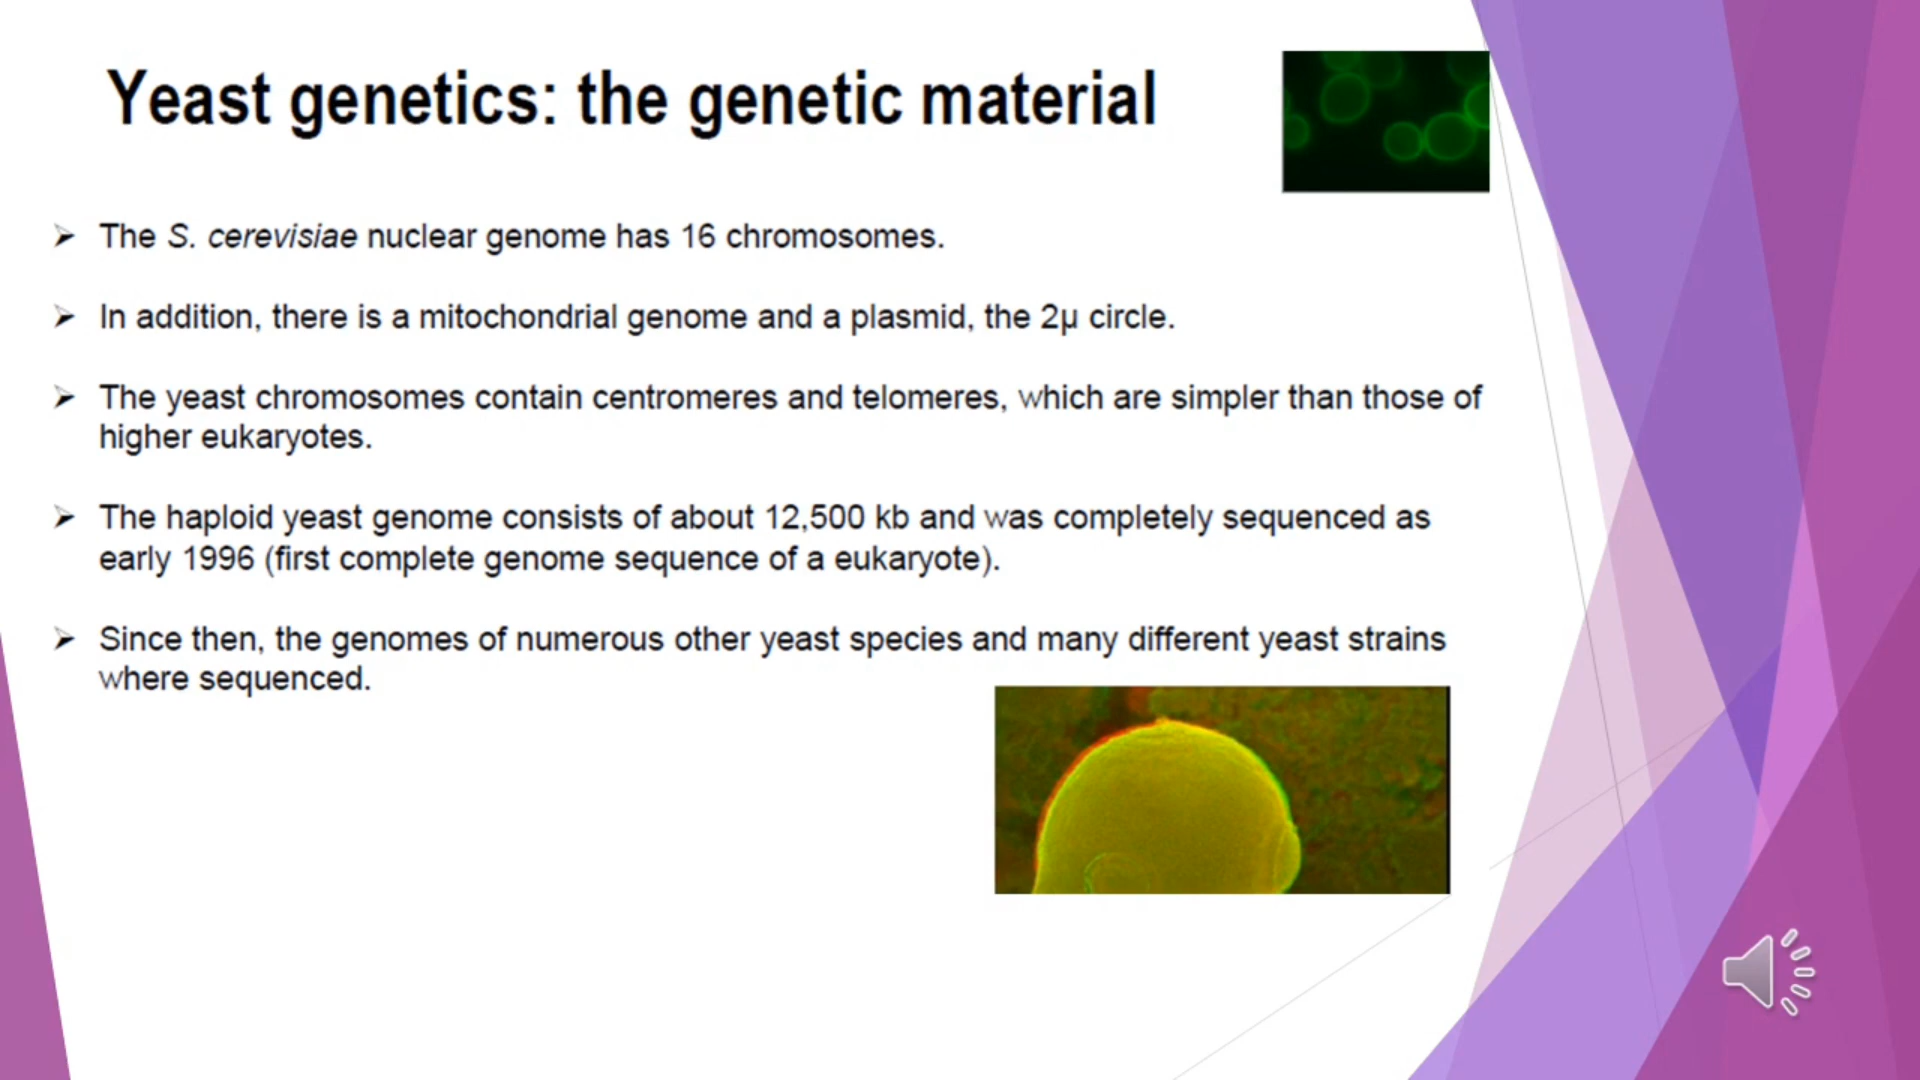 Yeast genetics: the genetic material
➢ The S. cerevisiae nuclear genome has 16 chromosomes.
➢ In addition, there is a mitochondrial genome and a plasmid, the 2µ circle.
➢ The yeast chromosomes contain centromeres and telomeres, which are simpler than those of
higher eukaryotes.
➢ The haploid yeast genome consists of about 12,500 kb and was completely sequenced as
early 1996 (first complete genome sequence of a eukaryote).
➢ Since then, the genomes of numerous other yeast species and many different yeast strains
where sequenced.